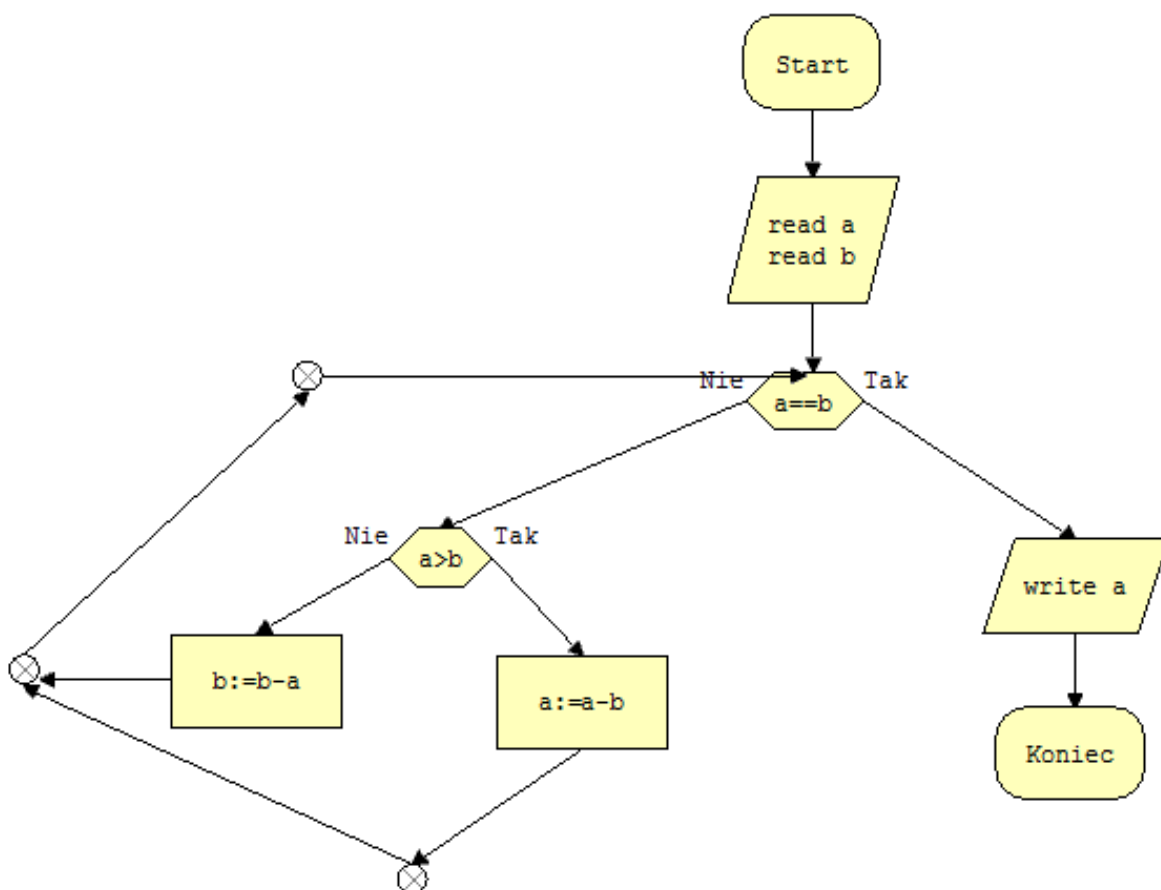 Start
read a
read b
Nie
a==b
Tak
Nie
a>b
Tak
write a
b:=b-a
a:=a-b
Koniec